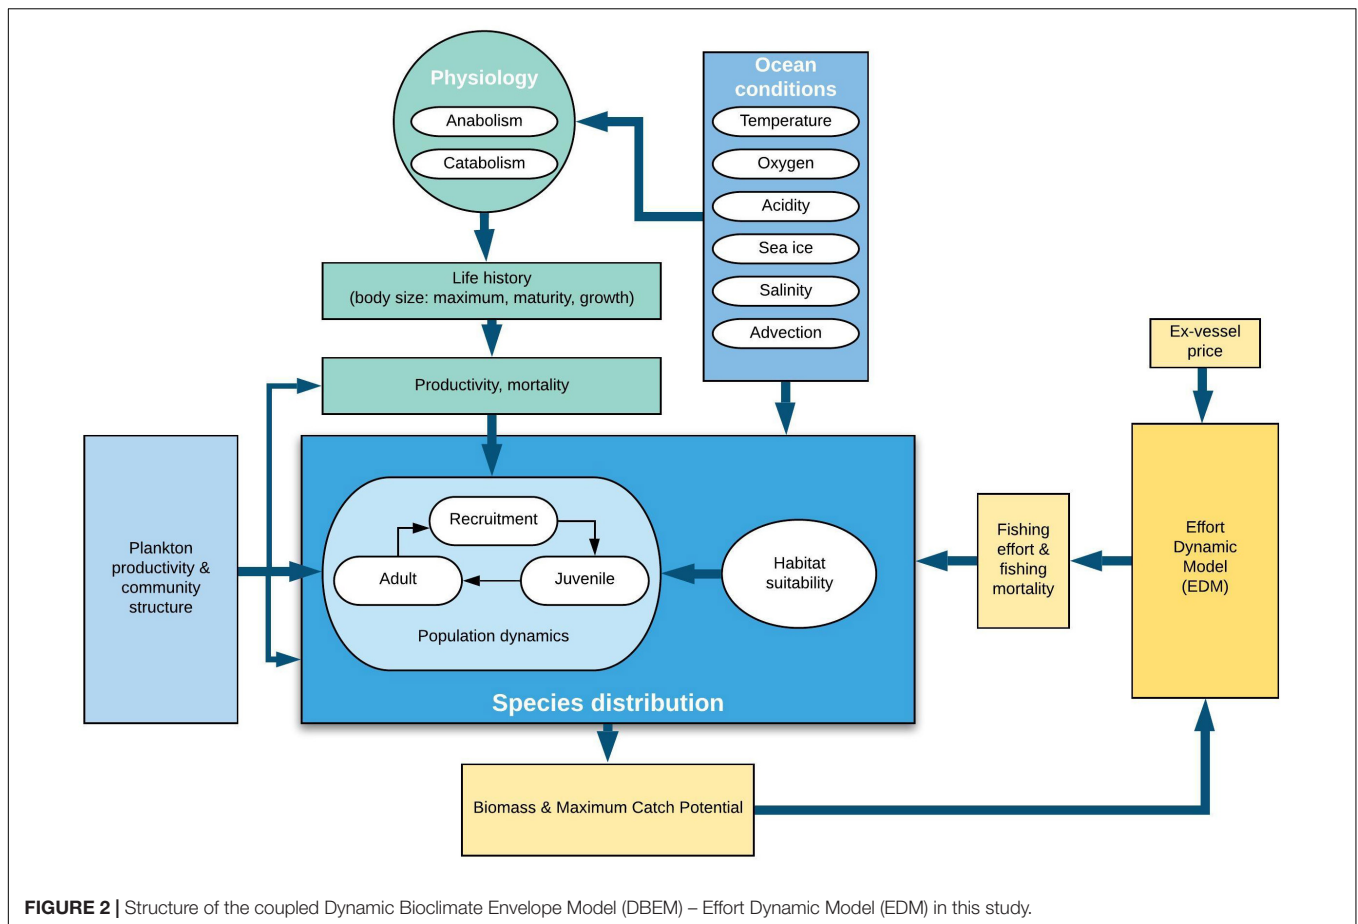 Physiology
Anabolism
Catabolism
Ocean
conditions
Temperature
Oxygen
Acidity
Sea ice
Salinity
Advection
Life history
(body size: maximum, maturity, growth)
Productivity, mortality
Ex-vessel
price
Plankton
productivity &
community
structure
Recruitment
Adult
Juvenile
Population dynamics
Habitat
suitability
Species distribution
Fishing
effort &
fishing
mortality
Effort
Dynamic
Model
(EDM)
Biomass & Maximum Catch Potential
FIGURE 2 | Structure of the coupled Dynamic Bioclimate Envelope Model (DBEM) – Effort Dynamic Model (EDM) in this study.